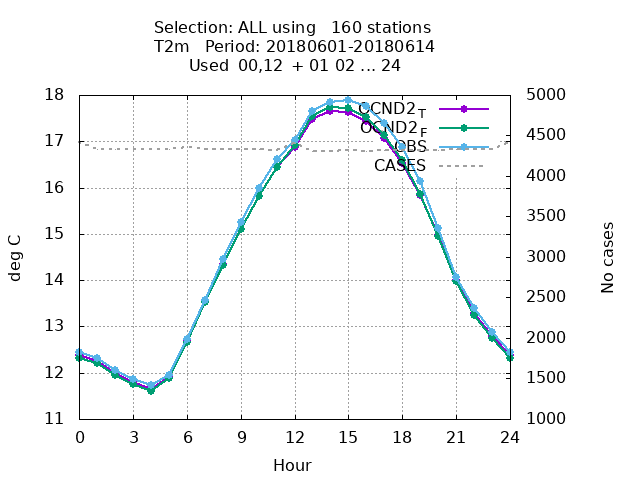 Selection: ALL using 160 stations
T2m Period: 20180601-20180614
Used 00,12 + 01 02 ... 24
18 5000
OCND2 T
OCND2 F
17 4500
OBS
CASES
4000
16
3500
15
3000
14 2500
13
2000
12
1500
11 1000
deg C
No cases
0 3 6 9 12 15 18 21 24
Hour